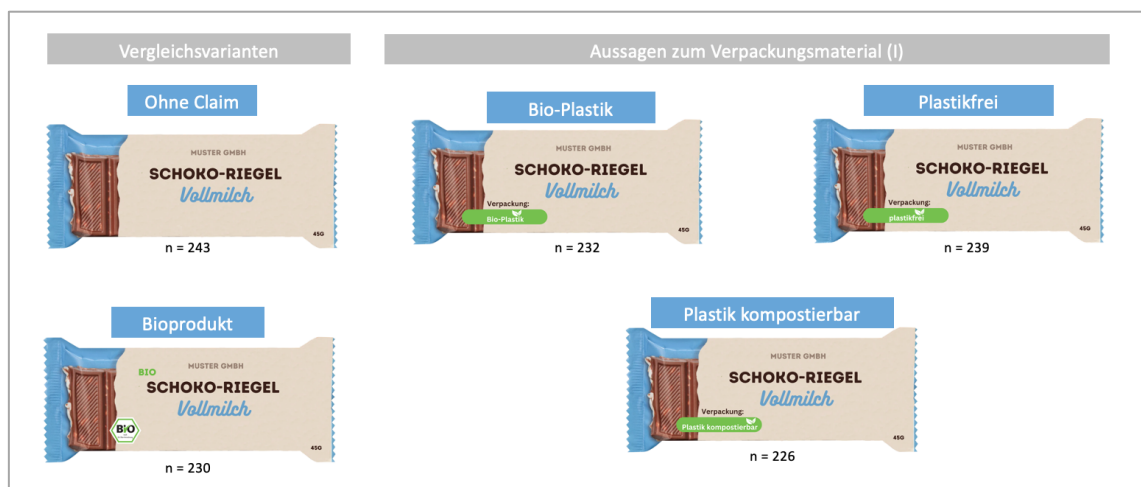 Vergleichsvarianten
Aussagen zum Verpackungsmaterial (I)
Ohne Claim
MUSTER GMBH
SCHOKO-RIEGEL
Vollmilch
45G
n = 243
Bio-Plastik
MUSTER GMBH
SCHOKO-RIEGEL
Vollmilch
Verpackung:
Bio-Plastik
45G
n = 232
Plastikfrei
MUSTER GMBH
SCHOKO-RIEGEL
Vollmilch
Verpackung:
plastikfrei
45G
n = 239
Bioprodukt
MUSTER GMBH
BIO
SCHOKO-RIEGEL
Vollmilch
BiO
45G
n = 230
Plastik kompostierbar
MUSTER GMBH
SCHOKO-RIEGEL
Vollmilch
Verpackung:
Plastik kompostierbar
45G
n = 226